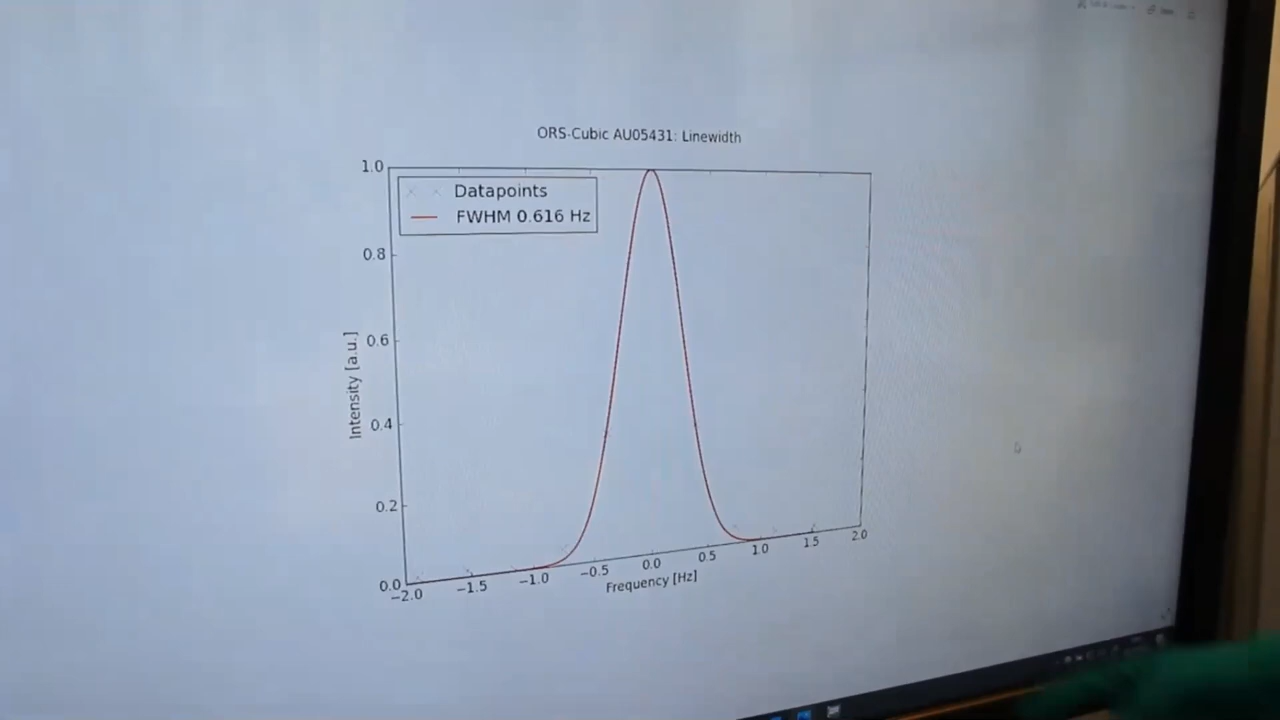 ORS-Cubic AU05431: Linewidth
1.0
Datapoints
FWHM 0.616 Hz
0.8
0.6
0.4
0.2
0.0
Intensity [a.u.]
−2.0 −1.5 −1.0 −0.5 0.0 0.5 1.0 1.5 2.0
Frequency [Hz]